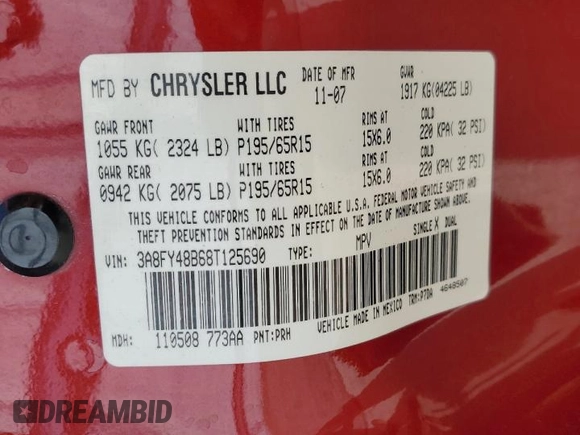 MFD BY CHRYSLER LLC DATE OF MFR 11-07 GVWR 1917 KG(04225 LB)
GAWR FRONT WITH TIRES RIMS AT COLD
1055 KG( 2324 LB) P195/65R15 15X6.0 220 KPA( 32 PSI)
GAWR REAR WITH TIRES RIMS AT COLD
0942 KG( 2075 LB) P195/65R15 15X6.0 220 KPA( 32 PSI)
THIS VEHICLE CONFORMS TO ALL APPLICABLE U.S.A. FEDERAL MOTOR VEHICLE SAFETY AND
THEFT PREVENTION STANDARDS IN EFFECT ON THE DATE OF MANUFACTURE SHOWN ABOVE.
VIN: 3A8FY48B68T125690 TYPE: MPV SINGLE X DUAL
MDH: 110508 773AA PNT:PRH VEHICLE MADE IN MEXICO TRM:P7DA 4648507
DREAMBID